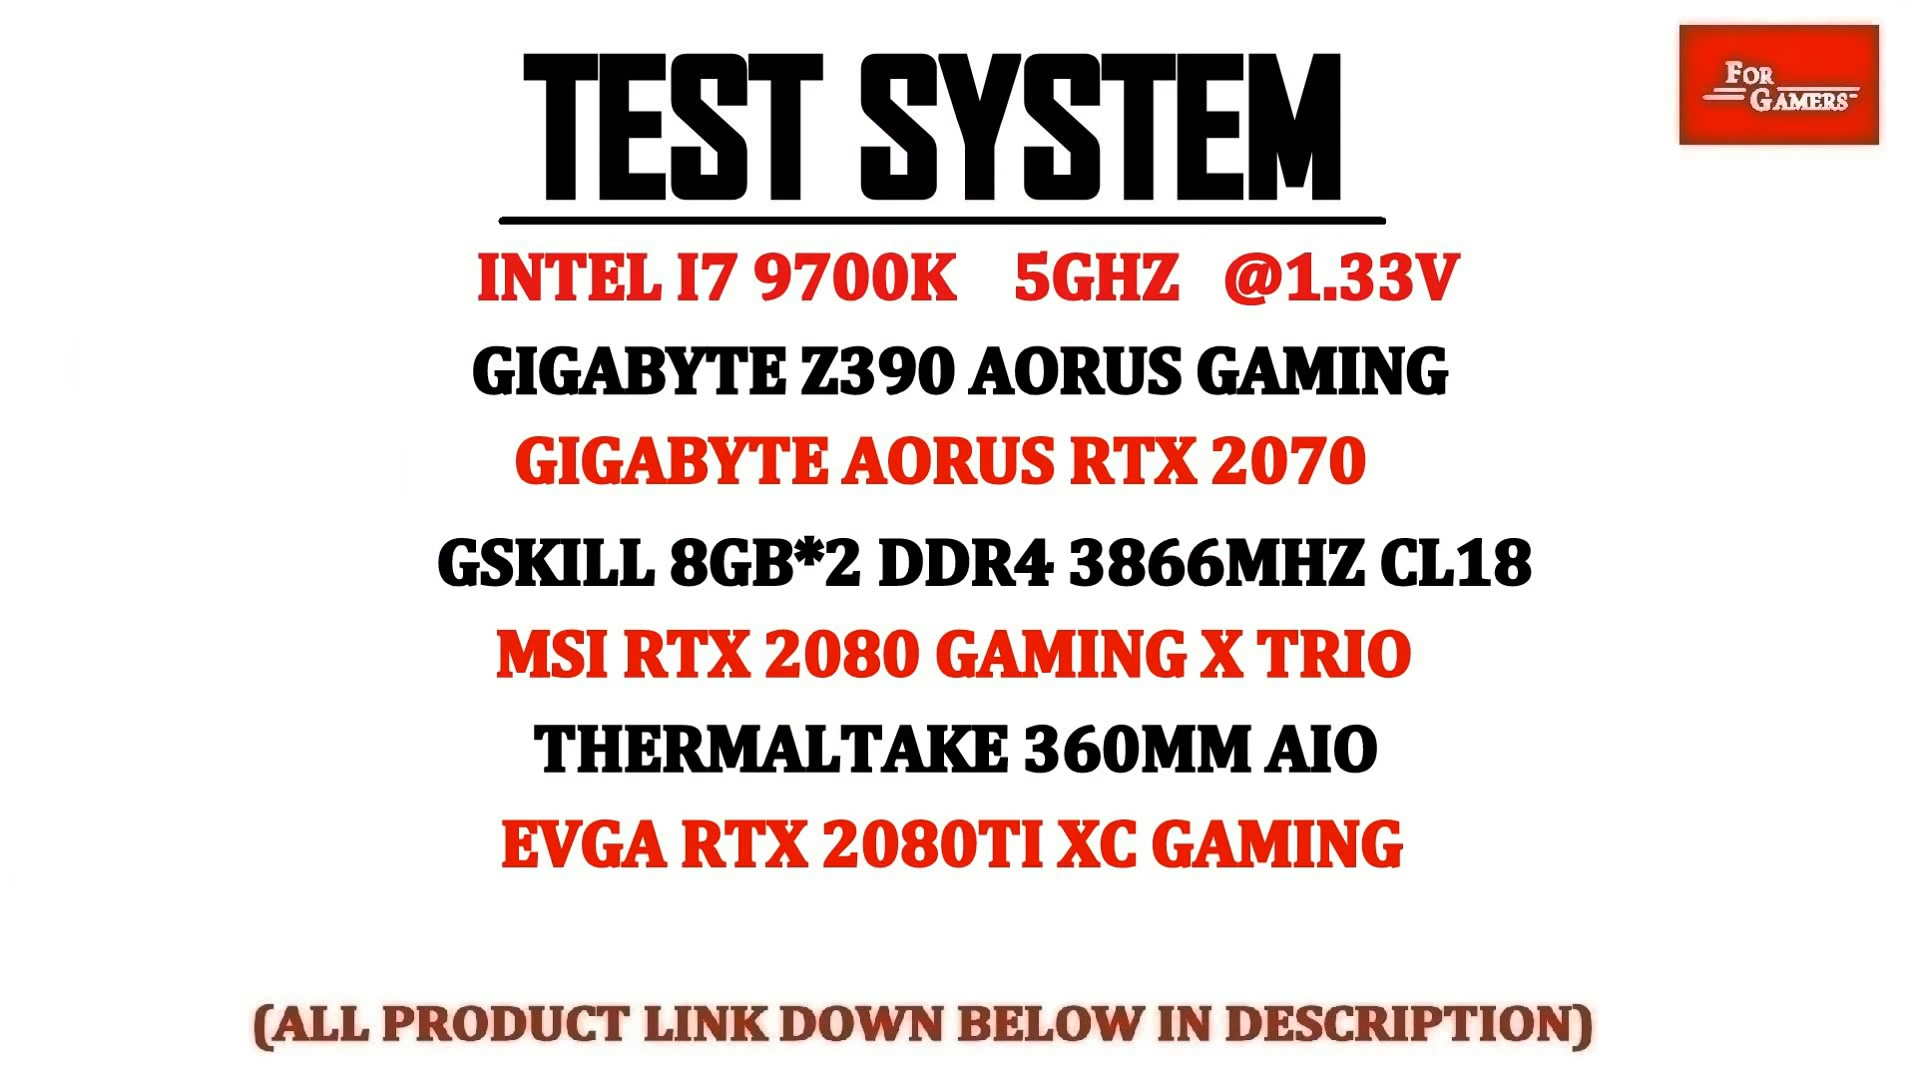 TEST SYSTEM
FOR
GAMERS
INTEL I7 9700K 5GHZ @1.33V
GIGABYTE Z390 AORUS GAMING
GIGABYTE AORUS RTX 2070
GSKILL 8GB*2 DDR4 3866MHZ CL18
MSI RTX 2080 GAMING X TRIO
THERMALTAKE 360MM AIO
EVGA RTX 2080TI XC GAMING
(ALL PRODUCT LINK DOWN BELOW IN DESCRIPTION)